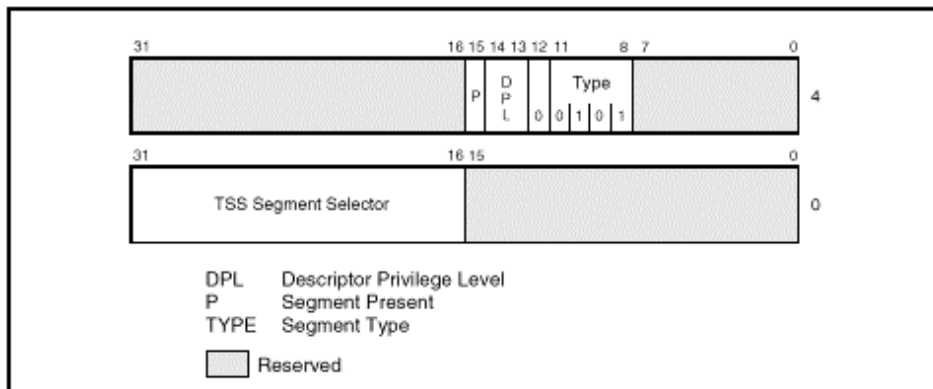 31 16 15 14 13 12 11 8 7 0
P D P L 0 Type 0 1 0 1 4
31 16 15 0
TSS Segment Selector 0
DPL Descriptor Privilege Level
P Segment Present
TYPE Segment Type
Reserved